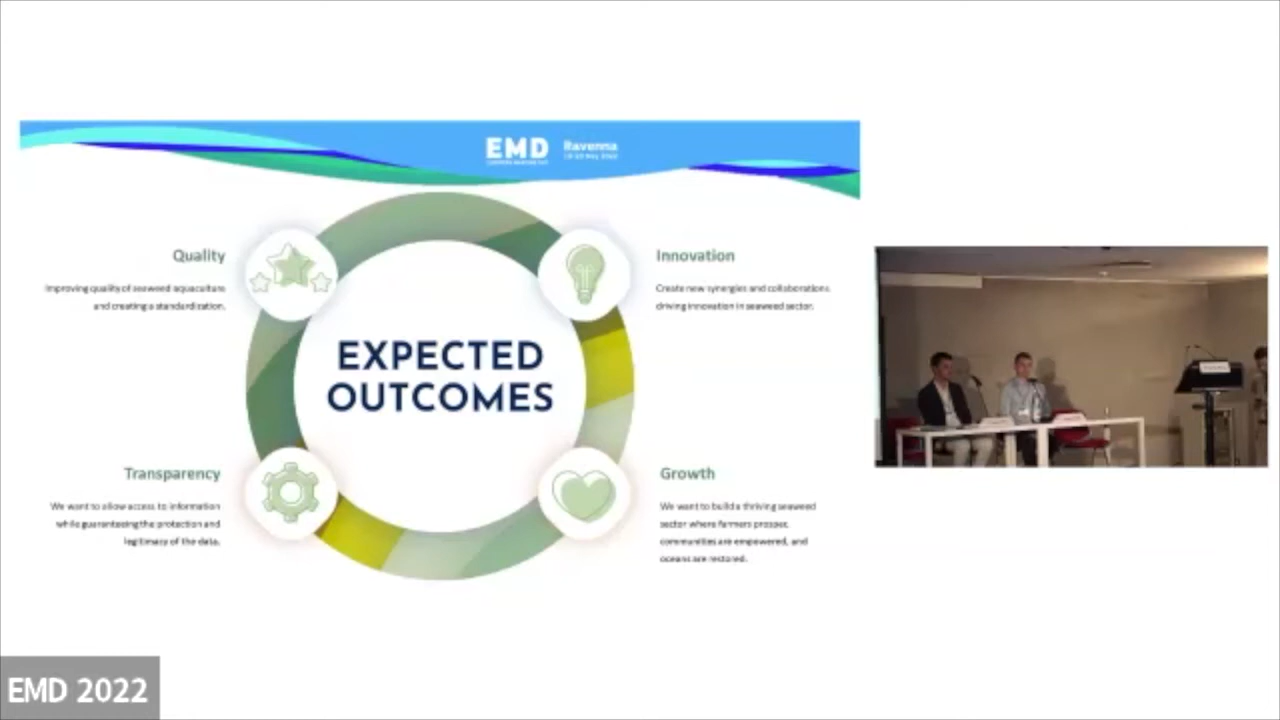 EMD
Ravenna
Quality
Improving quality of seaweed aquaculture
and creating a standardization.
Innovation
Create new synergies and collaborations
driving innovation in seaweed sector.
EXPECTED
OUTCOMES
Transparency
We want to allow access to information
while guaranteeing the protection and
legitimacy of the data.
Growth
We want to build a thriving seaweed
sector where farmers prosper,
communities are empowered, and
oceans are restored.
EMD 2022